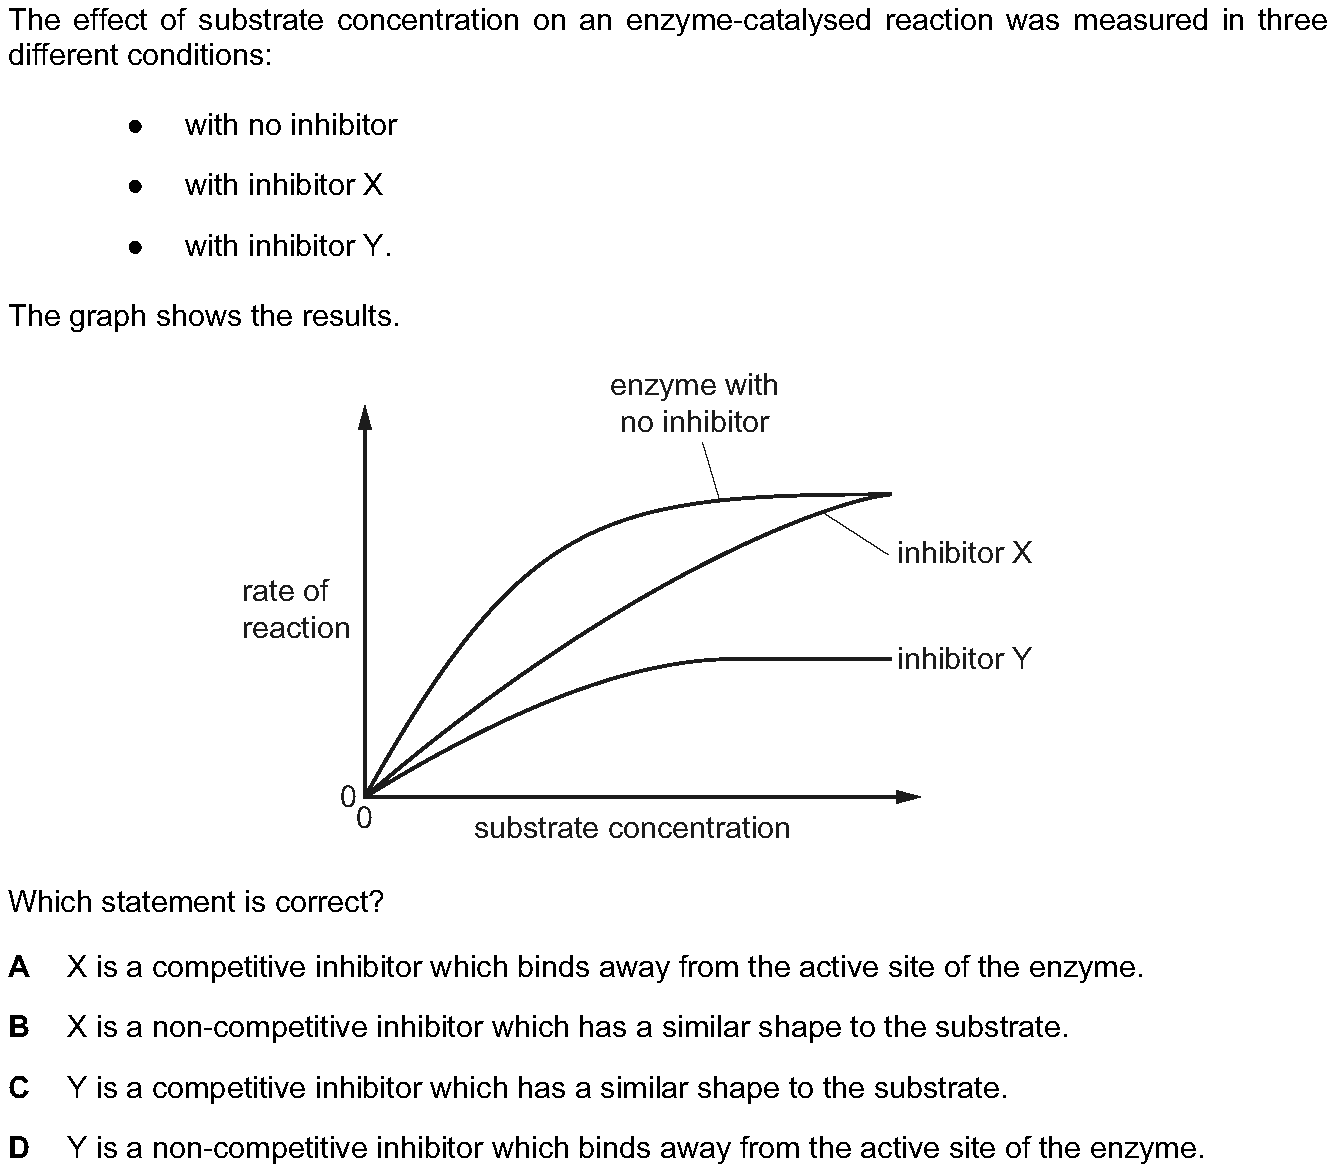 The effect of substrate concentration on an enzyme-catalysed reaction was measured in three
different conditions:
● with no inhibitor
● with inhibitor X
● with inhibitor Y.
The graph shows the results.
enzyme with
no inhibitor
inhibitor X
rate of
reaction
inhibitor Y
0
0
substrate concentration
Which statement is correct?
A X is a competitive inhibitor which binds away from the active site of the enzyme.
B X is a non-competitive inhibitor which has a similar shape to the substrate.
C Y is a competitive inhibitor which has a similar shape to the substrate.
D Y is a non-competitive inhibitor which binds away from the active site of the enzyme.